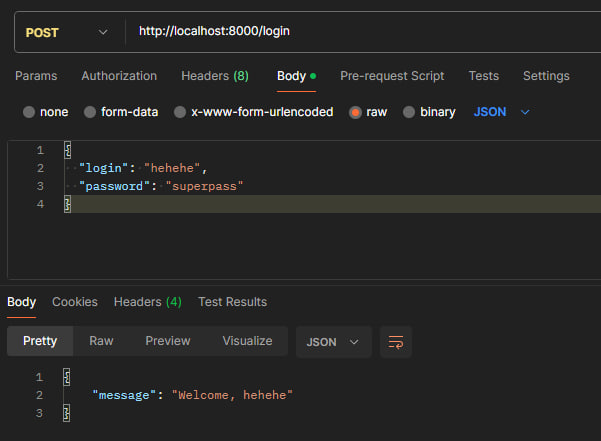 POST http://localhost:8000/login
Params Authorization Headers (8) Body Pre-request Script Tests Settings
none form-data x-www-form-urlencoded raw binary JSON
1 {
2 "login": "hehehe",
3 "password": "superpass"
4 }
Body Cookies Headers (4) Test Results
Pretty Raw Preview Visualize JSON
1 {
2 "message": "Welcome, hehehe"
3 }